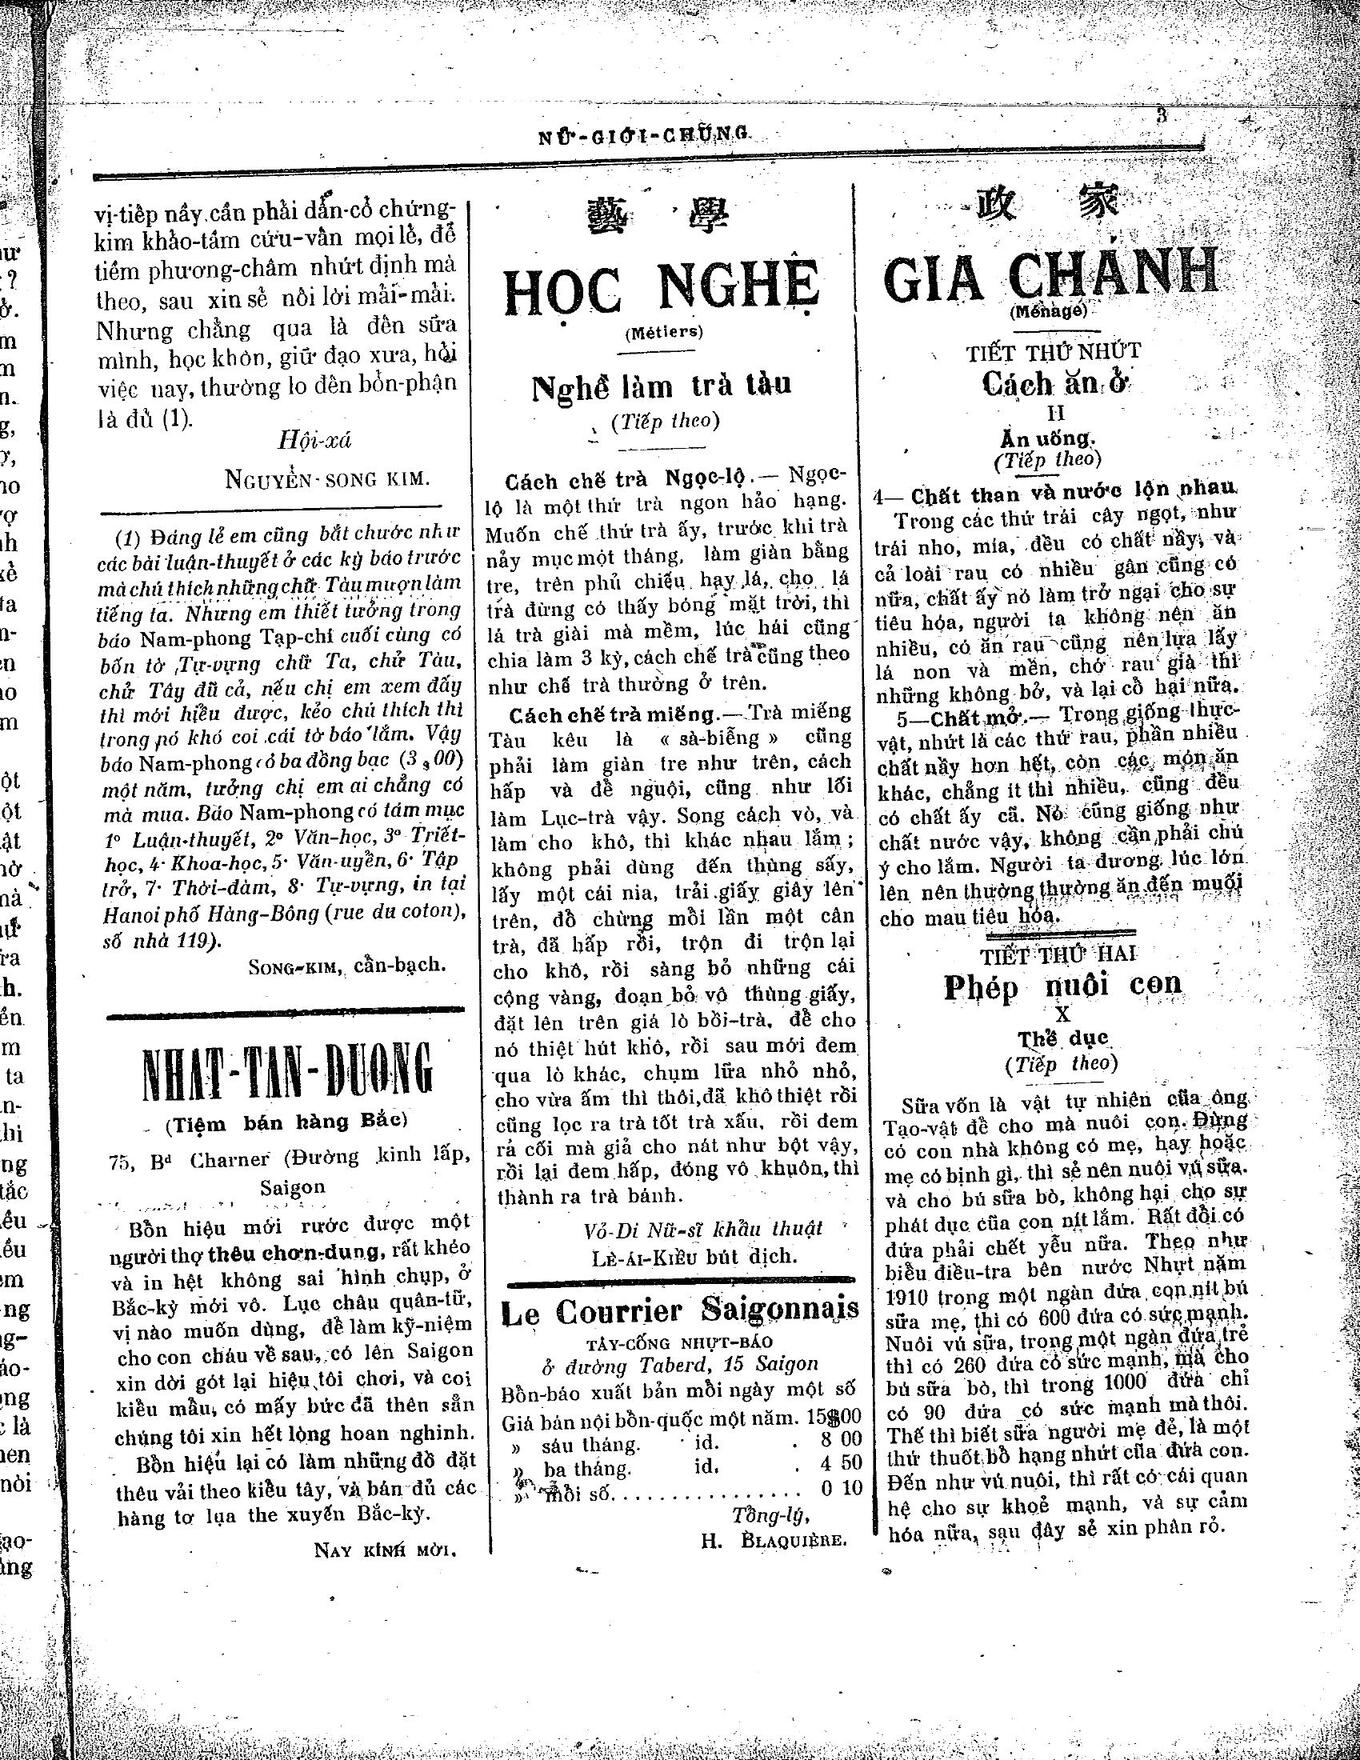 NỮ-GIỚI-CHŨNG
3
vị-tiếp nầy cần phải dẩn-cổ chứng-
kim khảo-tầm cứu-vấn mọi lẻ, để
tiềm phương-châm nhứt định mà
theo, sau xin sẻ nối lời mải-mải.
Nhưng chằng qua là đến sữa
mình, học khôn, giữ đạo xưa, hỏi
việc nay, thường lo đến bổn-phận
là đủ (1).
Hội-xá
NGUYỄN-SONG KIM.
(1) Đáng lẻ em cũng bắt chước như
các bài luận-thuyết ở các kỳ báo trước
mà chú thích những chữ Tàu mượn làm
tiếng ta. Nhưng em thiết tưởng trong
báo Nam-phong Tạp-chí cuối cùng có
bốn tờ Tự-vựng chữ Ta, chử Tàu,
chử Tây đũ cả, nếu chị em xem đấy
thì mới hiểu được, kẻo chú thích thì
trong nó khó coi cái tờ báo lắm. Vậy
báo Nam-phong có ba đồng bạc (3$00)
một năm, tưởng chị em ai chẳng có
mà mua. Báo Nam-phong có tám mục
1º Luận-thuyết, 2º Văn-học, 3º Triết-
học, 4· Khoa-học, 5· Văn-uyển, 6· Tập
trở, 7· Thời-đàm, 8· Tự-vựng, in tại
Hanoi phố Hàng-Bông (rue du coton),
số nhà 119).
SONG-KIM, cần-bạch.
NHAT-TAN-DUONG
(Tiệm bán hàng Bắc)
75, Bd Charner (Đường kinh lấp,
Saigon
Bổn hiệu mới rước được một
người thợ thêu chơn-dung, rất khéo
và in hệt không sai hình chụp, ở
Bắc-kỳ mới vô. Lục châu quân-tử,
vị nào muốn dùng, để làm kỹ-niệm
cho con cháu về sau, có lên Saigon
xin dời gót lại hiệu tôi chơi, và coi
kiểu mẫu, có mấy bức đã thên sẵn
chúng tôi xin hết lòng hoan nghinh.
Bổn hiệu lại có làm những đồ đặt
thêu vải theo kiểu tây, và bán đủ các
hàng tơ lụa the xuyến Bắc-kỳ.
NAY KÍNH MỜI.
藝 學
HỌC NGHỆ
(Métiers)
Nghề làm trà tàu
(Tiếp theo)
Cách chế trà Ngọc-lộ.— Ngọc-
lộ là một thứ trà ngon hảo hạng.
Muốn chế thứ trà ấy, trước khi trà
nảy mục một tháng, làm giàn bằng
tre, trên phủ chiếu hay lá, cho lá
trà đừng có thấy bóng mặt trời, thì
lá trà giài mà mềm, lúc hái cũng
chia làm 3 kỳ, cách chế trà cũng theo
như chế trà thường ở trên.
Cách chế trà miếng.— Trà miếng
Tàu kêu là « sà-biễng » cũng
phải làm giàn tre như trên, cách
hấp và để nguội, cũng như lối
làm Lục-trà vậy. Song cách vò, và
làm cho khô, thì khác nhau lắm ;
không phải dùng đến thùng sấy,
lấy một cái nia, trải giấy giây lên
trên, đồ chừng mỗi lần một cân
trà, đã hấp rồi, trộn đi trộn lại
cho khô, rồi sàng bỏ những cái
cộng vàng, đoạn bỏ vô thùng giấy,
đặt lên trên giá lò bồi-trà, để cho
nó thiệt hút khô, rồi sau mới đem
qua lò khác, chụm lữa nhỏ nhỏ,
cho vừa ấm thì thôi, đã khô thiệt rồi
cũng lọc ra trà tốt trà xấu, rồi đem
rả cối mà giả cho nát như bột vậy,
rồi lại đem hấp, đóng vô khuôn, thì
thành ra trà bánh.
Vỏ-Di Nữ-sĩ khẩu thuật
LÊ-ÁI-KIỀU bút dịch.
Le Courrier Saigonnais
TÂY-CỐNG NHỰT-BÁO
ở đường Taberd, 15 Saigon
Bổn-báo xuất bản mỗi ngày một số
Giá bán nội bổn-quốc một năm. 15$00
» sáu tháng. id. . 8 00
» ba tháng. id. . 4 50
» mỗi số................ 0 10
Tổng-lý,
H. BLAQUIÈRE.
政 家
GIA CHÁNH
(Ménage)
TIẾT THỨ NHỨT
Cách ăn ở
II
Ăn uống.
(Tiếp theo)
4— Chất than và nước lộn nhau
Trong các thứ trái cây ngọt, như
trái nho, mía, đều có chất nầy, và
cả loài rau có nhiều gân cũng có
nữa, chất ấy nó làm trở ngại cho sự
tiêu hóa, người ta không nên ăn
nhiều, có ăn rau cũng nên lựa lấy
lá non và mền, chớ rau già thì
những không bở, và lại cồ hại nữa.
5—Chất mở.— Trong giống thực-
vật, nhứt là các thứ rau, phần nhiều
chất nầy hơn hết, còn các món ăn
khác, chẳng ít thì nhiều, cũng đều
có chất ấy cã. Nó cũng giống như
chất nước vậy, không cần phải chú
ý cho lắm. Người ta đương lúc lớn
lên nên thường thường ăn đến muối
cho mau tiêu hóa.
TIẾT THỨ HAI
Phép nuôi con
X
Thể dục
(Tiếp theo)
Sữa vốn là vật tự nhiên của ông
Tạo-vật để cho mà nuôi con. Đừng
có con nhà không có mẹ, hay hoặc
mẹ có bịnh gì, thì sẻ nên nuôi vú sữa.
và cho bú sữa bò, không hại cho sự
phát dục của con nít lắm. Rất đổi có
đứa phải chết yễu nữa. Theo như
biểu điều-tra bên nước Nhựt năm
1910 trong một ngàn đứa con nít bú
sữa mẹ, thì có 600 đứa có sức mạnh.
Nuôi vú sữa, trong một ngàn đứa trẻ
thì có 260 đứa có sức mạnh, mà cho
bú sữa bò, thì trong 1000 đứa chỉ
có 90 đứa có sức mạnh mà thôi.
Thế thì biết sữa người mẹ đẻ, là một
thứ thuốt bổ hạng nhứt của đứa con.
Đến như vú nuôi, thì rất có cái quan
hệ cho sự khoẻ mạnh, và sự cảm
hóa nữa, sau đây sẻ xin phân rỏ.